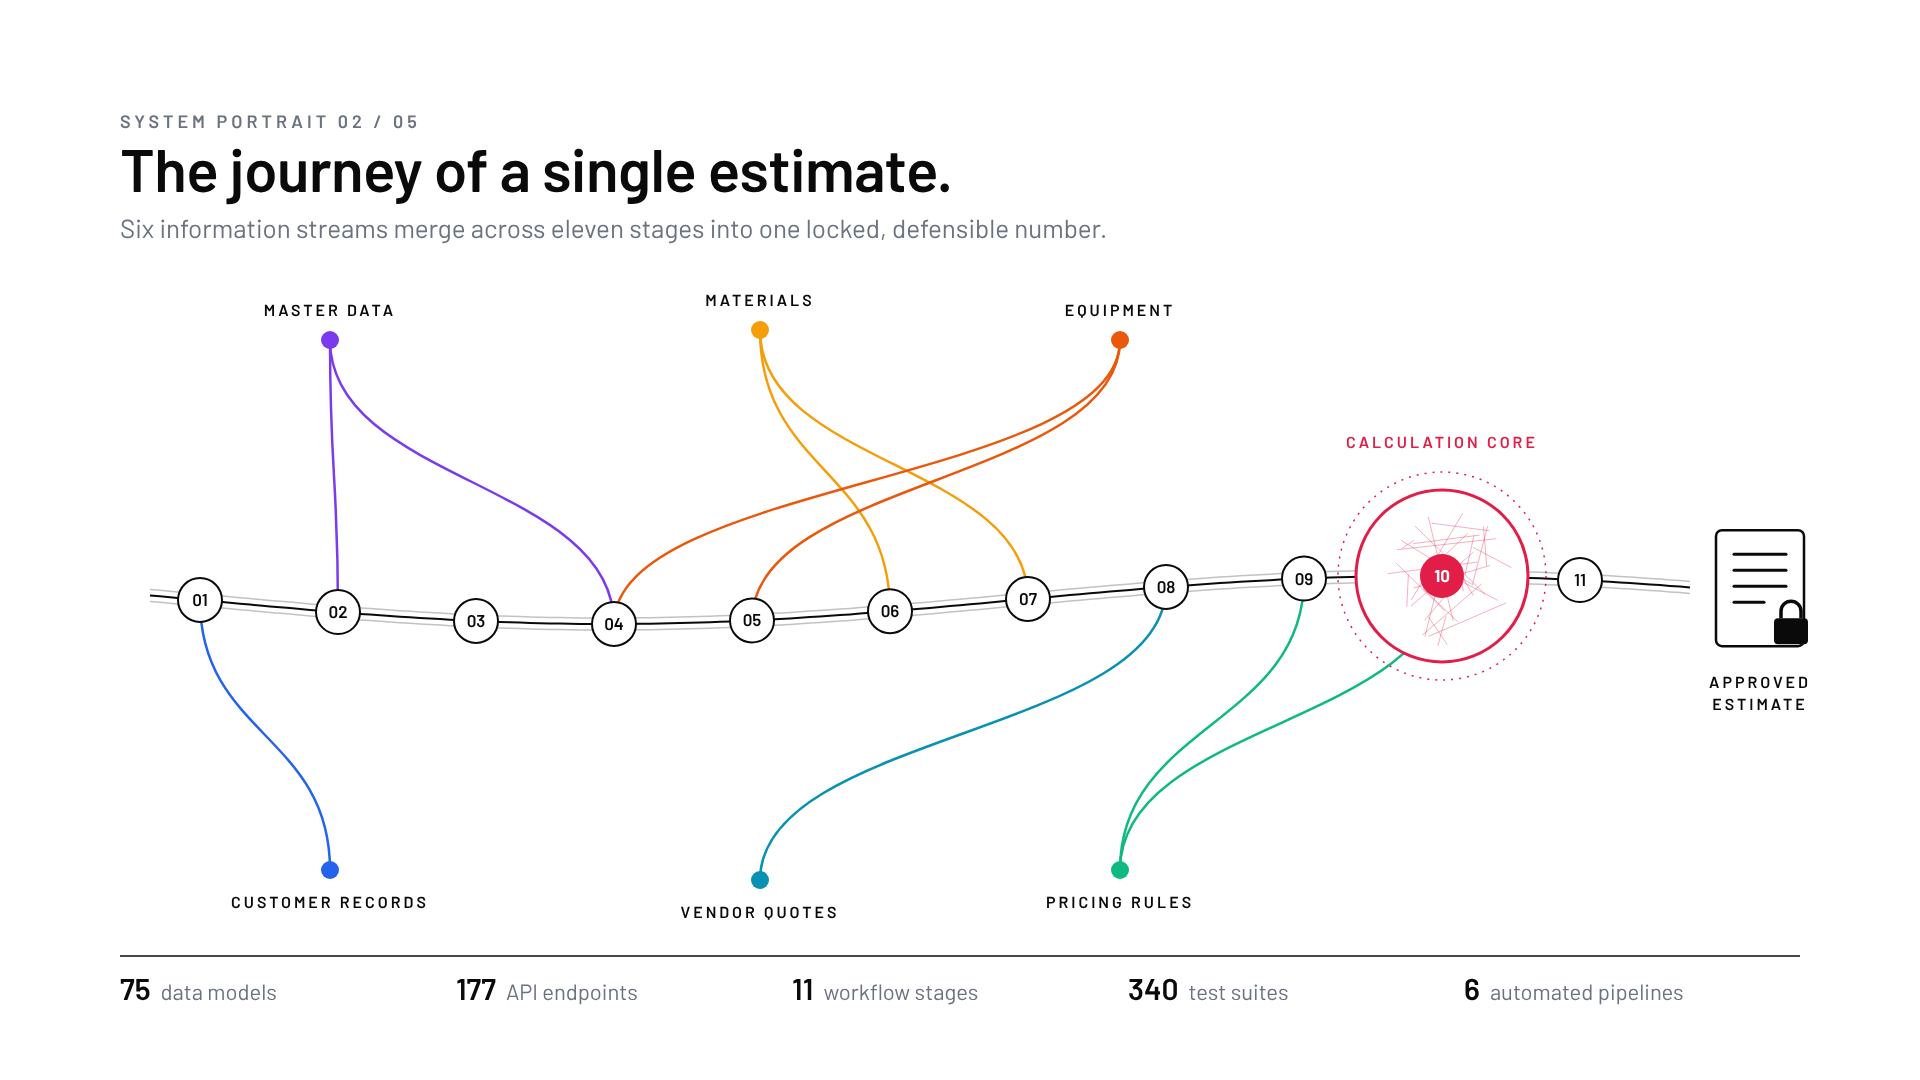 SYSTEM PORTRAIT 02 / 05
The journey of a single estimate.
Six information streams merge across eleven stages into one locked, defensible number.
MASTER DATA
MATERIALS
EQUIPMENT
CALCULATION CORE
01
02
03
04
05
06
07
08
09
10
11
APPROVED
ESTIMATE
CUSTOMER RECORDS
VENDOR QUOTES
PRICING RULES
75 data models
177 API endpoints
11 workflow stages
340 test suites
6 automated pipelines